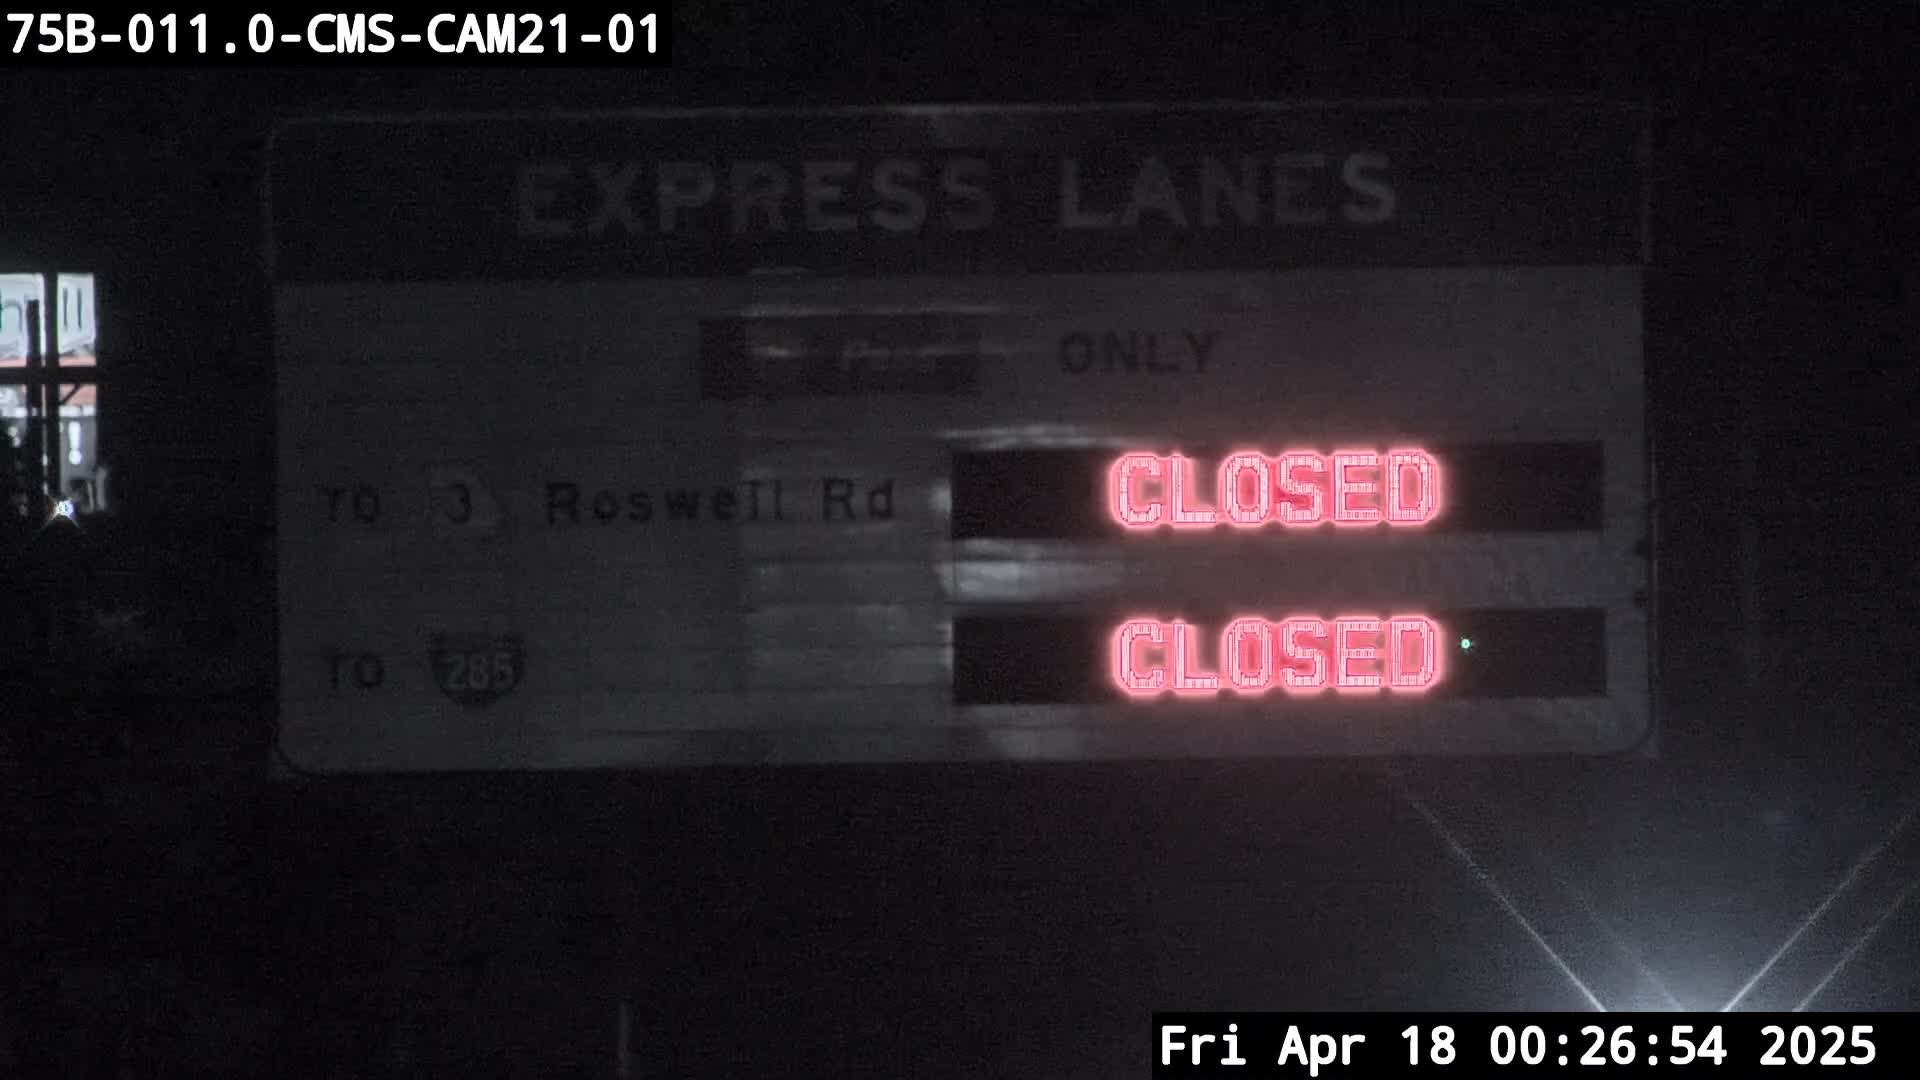 75B-011.0-CMS-CAM21-01
EXPRESS LANES
ONLY
TO 3 Roswell Rd CLOSED
TO 285 CLOSED
Fri Apr 18 00:26:54 2025